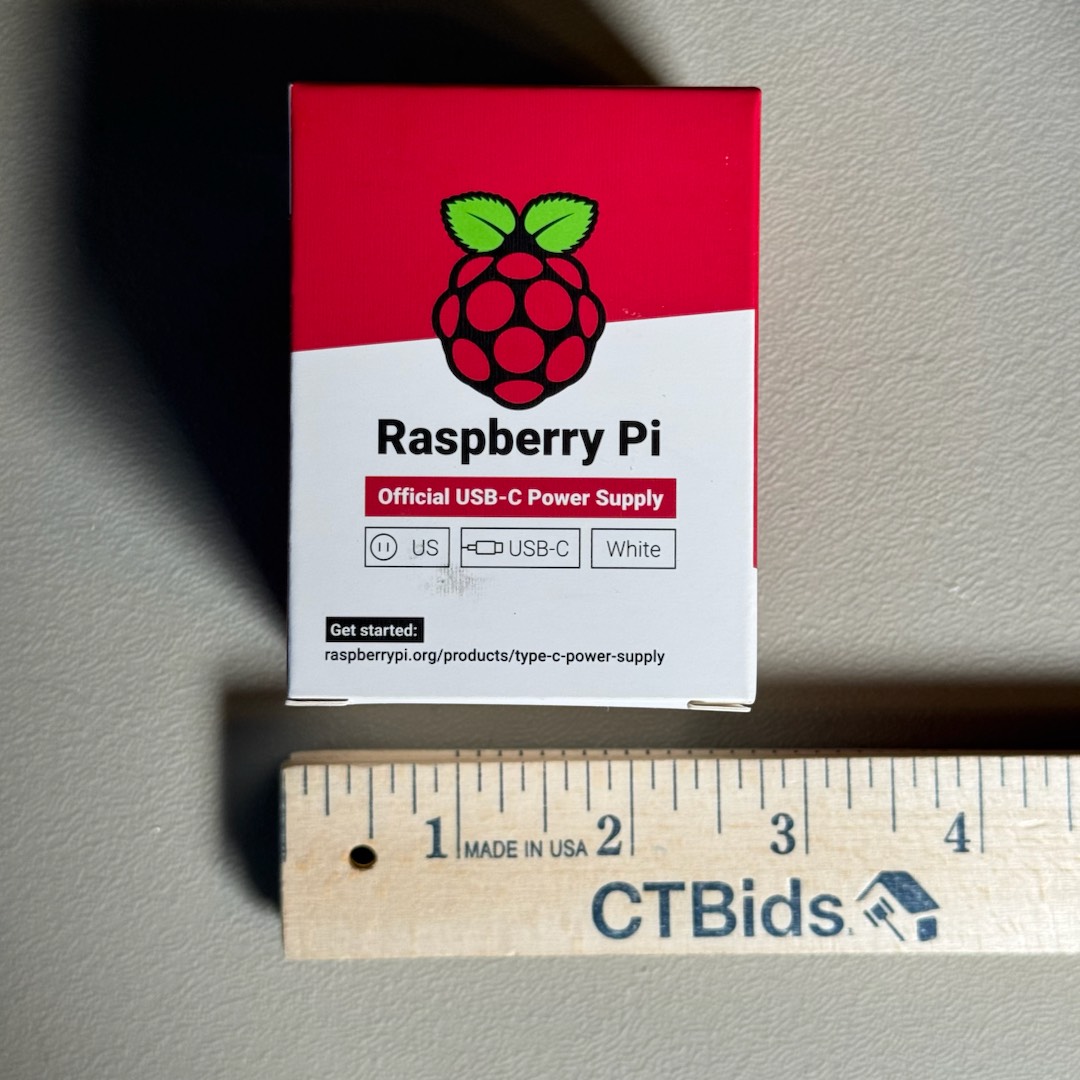 Raspberry Pi
Official USB-C Power Supply
US USB-C White
Get started:
raspberrypi.org/products/type-c-power-supply
1 MADE IN USA 2 3 4
CTBids